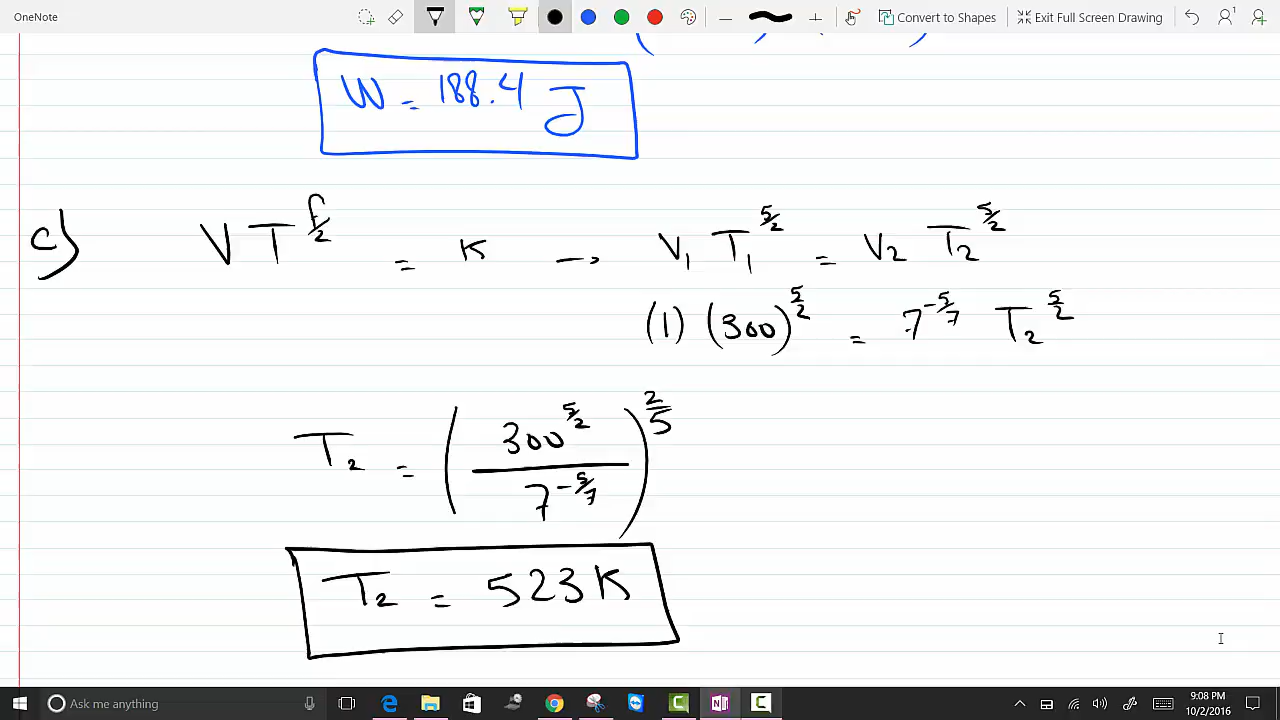 OneNote
Convert to Shapes
Exit Full Screen Drawing
W = 188.4 J
c) V T^(f/2) = K → V₁ T₁^(5/2) = V₂ T₂^(5/2)
(1) (300)^(5/2) = 7^(-5/7) T₂^(5/2)
T₂ = (300^(5/2) / 7^(-5/7))^(2/5)
T₂ = 523 K
Ask me anything
9:08 PM
10/2/2016